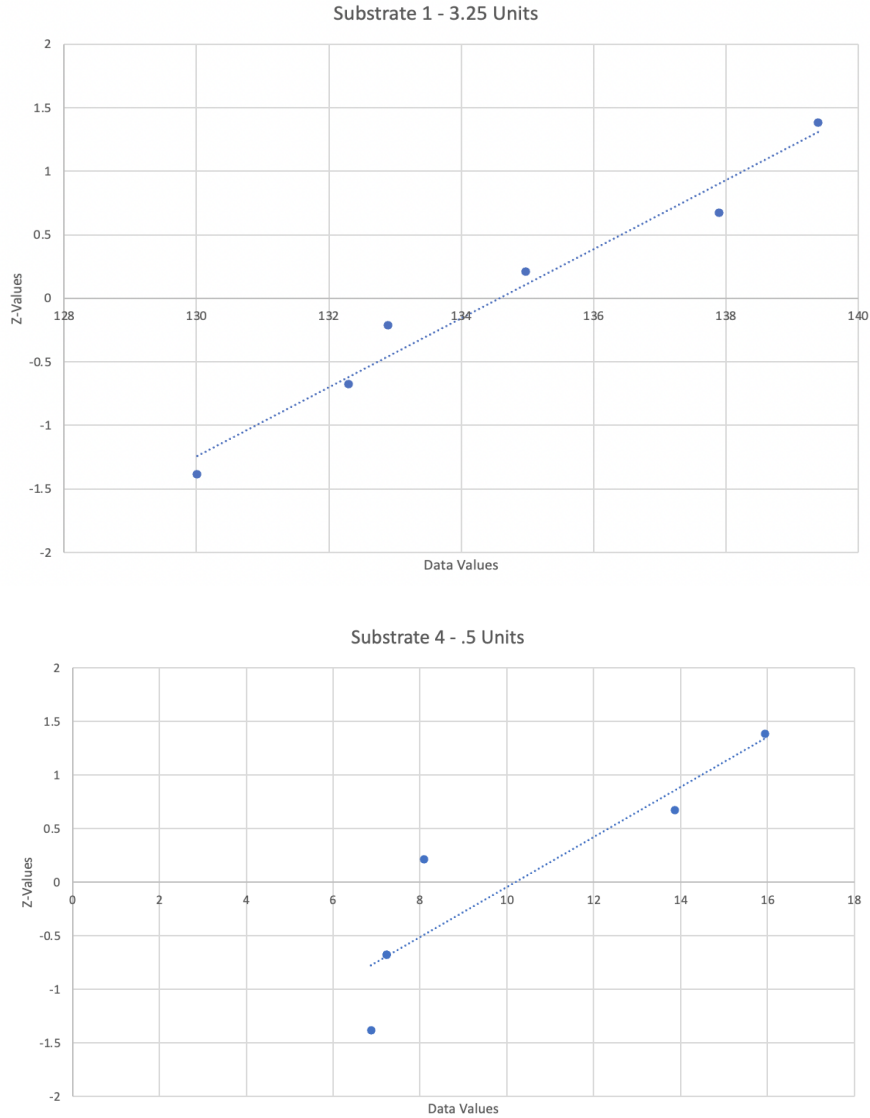 Substrate 1 - 3.25 Units
2
1.5
1
0.5
0
128 130 132 134 136 138 140
-0.5
-1
-1.5
-2
Z-Values
Data Values
Substrate 4 - .5 Units
2
1.5
1
0.5
0
0 2 4 6 8 10 12 14 16 18
-0.5
-1
-1.5
-2
Z-Values
Data Values